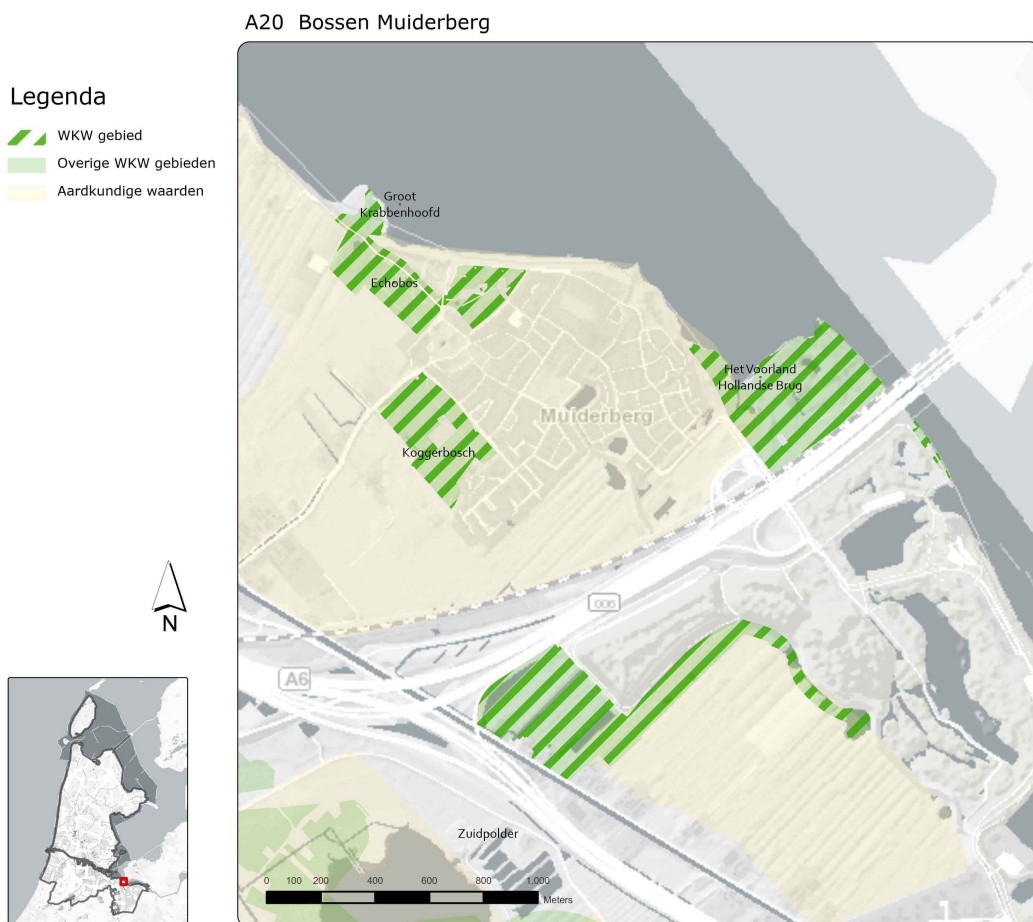 A20 Bossen Muiderberg
Legenda
WKW gebied
Overige WKW gebieden
Aardkundige waarden
Groot
Krabbenhoofd
Echobos
Het Voorland
Hollandse Brug
Muiderberg
Koggerbosch
006
A6
N
Zuidpolder
0 100 200 400 600 800 1.000
Meters
1